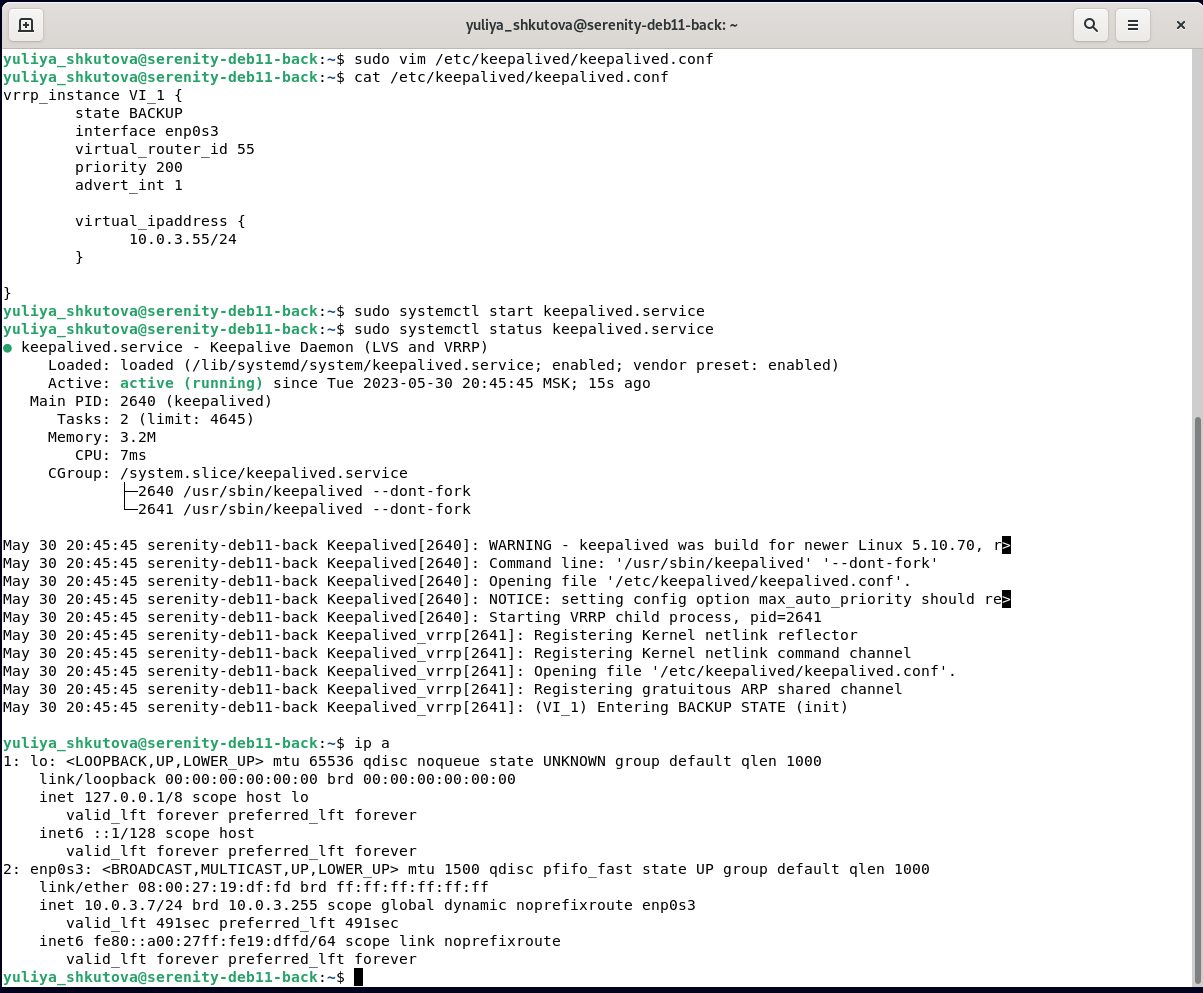 yuliya_shkutova@serenity-deb11-back: ~
yuliya_shkutova@serenity-deb11-back:~$ sudo vim /etc/keepalived/keepalived.conf
yuliya_shkutova@serenity-deb11-back:~$ cat /etc/keepalived/keepalived.conf
vrrp_instance VI_1 {
        state BACKUP
        interface enp0s3
        virtual_router_id 55
        priority 200
        advert_int 1

        virtual_ipaddress {
              10.0.3.55/24
        }

}
yuliya_shkutova@serenity-deb11-back:~$ sudo systemctl start keepalived.service
yuliya_shkutova@serenity-deb11-back:~$ sudo systemctl status keepalived.service
● keepalived.service - Keepalive Daemon (LVS and VRRP)
     Loaded: loaded (/lib/systemd/system/keepalived.service; enabled; vendor preset: enabled)
     Active: active (running) since Tue 2023-05-30 20:45:45 MSK; 15s ago
   Main PID: 2640 (keepalived)
      Tasks: 2 (limit: 4645)
     Memory: 3.2M
        CPU: 7ms
     CGroup: /system.slice/keepalived.service
             ├─2640 /usr/sbin/keepalived --dont-fork
             └─2641 /usr/sbin/keepalived --dont-fork

May 30 20:45:45 serenity-deb11-back Keepalived[2640]: WARNING - keepalived was build for newer Linux 5.10.70, r>
May 30 20:45:45 serenity-deb11-back Keepalived[2640]: Command line: '/usr/sbin/keepalived' '--dont-fork'
May 30 20:45:45 serenity-deb11-back Keepalived[2640]: Opening file '/etc/keepalived/keepalived.conf'.
May 30 20:45:45 serenity-deb11-back Keepalived[2640]: NOTICE: setting config option max_auto_priority should re>
May 30 20:45:45 serenity-deb11-back Keepalived[2640]: Starting VRRP child process, pid=2641
May 30 20:45:45 serenity-deb11-back Keepalived_vrrp[2641]: Registering Kernel netlink reflector
May 30 20:45:45 serenity-deb11-back Keepalived_vrrp[2641]: Registering Kernel netlink command channel
May 30 20:45:45 serenity-deb11-back Keepalived_vrrp[2641]: Opening file '/etc/keepalived/keepalived.conf'.
May 30 20:45:45 serenity-deb11-back Keepalived_vrrp[2641]: Registering gratuitous ARP shared channel
May 30 20:45:45 serenity-deb11-back Keepalived_vrrp[2641]: (VI_1) Entering BACKUP STATE (init)

yuliya_shkutova@serenity-deb11-back:~$ ip a
1: lo: <LOOPBACK,UP,LOWER_UP> mtu 65536 qdisc noqueue state UNKNOWN group default qlen 1000
    link/loopback 00:00:00:00:00:00 brd 00:00:00:00:00:00
    inet 127.0.0.1/8 scope host lo
       valid_lft forever preferred_lft forever
    inet6 ::1/128 scope host
       valid_lft forever preferred_lft forever
2: enp0s3: <BROADCAST,MULTICAST,UP,LOWER_UP> mtu 1500 qdisc pfifo_fast state UP group default qlen 1000
    link/ether 08:00:27:19:df:fd brd ff:ff:ff:ff:ff:ff
    inet 10.0.3.7/24 brd 10.0.3.255 scope global dynamic noprefixroute enp0s3
       valid_lft 491sec preferred_lft 491sec
    inet6 fe80::a00:27ff:fe19:dffd/64 scope link noprefixroute
       valid_lft forever preferred_lft forever
yuliya_shkutova@serenity-deb11-back:~$